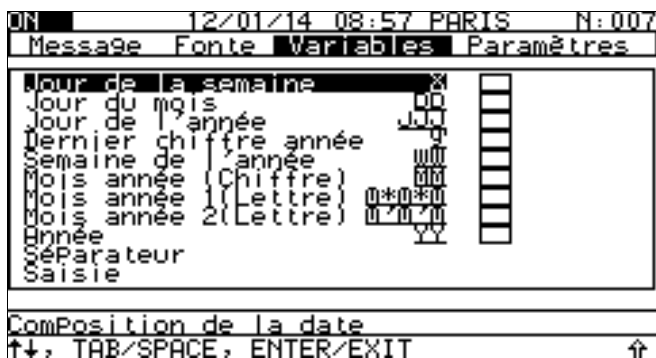 ON 12/01/14 08:57 PARIS N:007
Message Fonte Variables Paramètres
Jour de la semaine X
Jour du mois DD
Jour de l'année JJJ
Dernier chiffre année 9
Semaine de l'année WW
Mois année (Chiffre) MM
Mois année 1(Lettre) M*M*M
Mois année 2(Lettre) M'M'M
Année YY
Séparateur
Saisie
Composition de la date
↑↓, TAB/SPACE, ENTER/EXIT ⇧